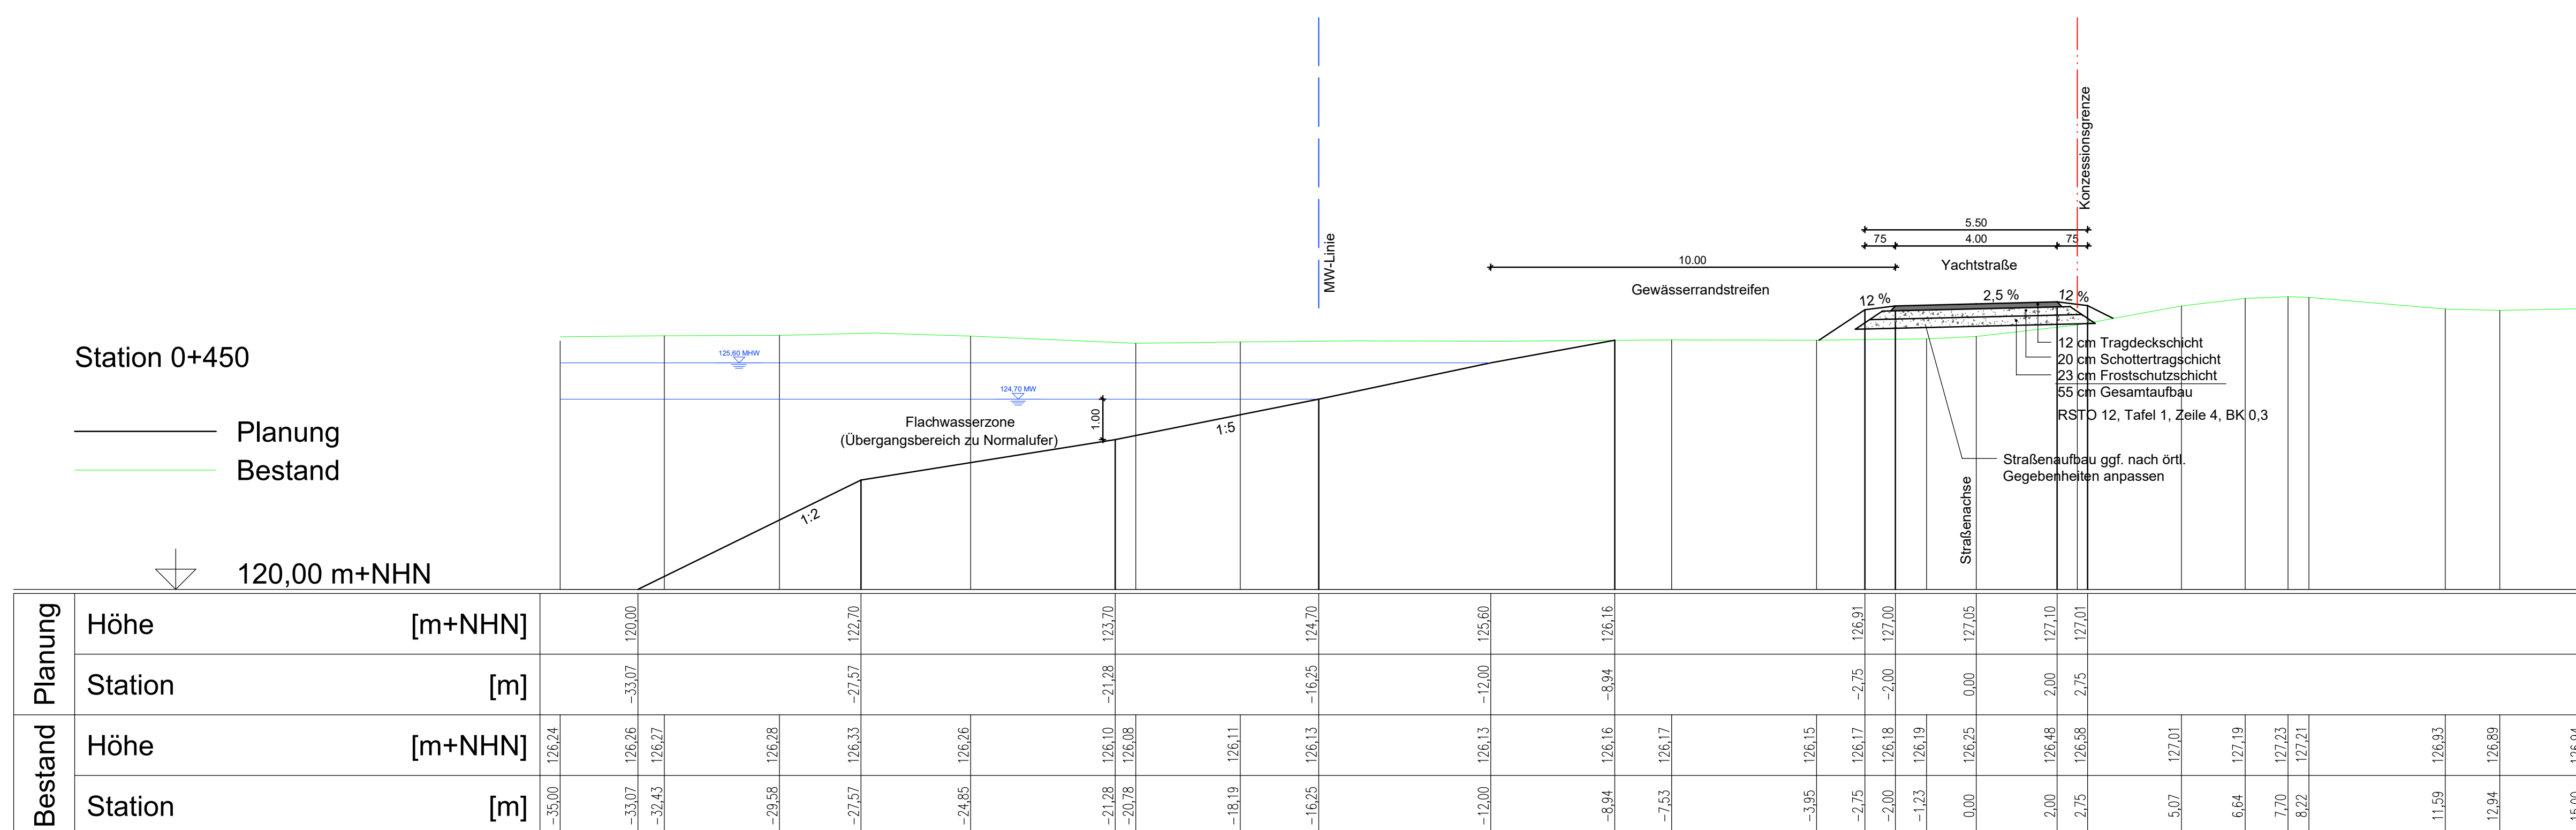 MW-Linie
Konzessionsgrenze
5.50
75
4.00
75
10.00
Yachtstraße
Gewässerrandstreifen
12 %
2,5 %
12 %
12 cm Tragdeckschicht
20 cm Schottertragschicht
23 cm Frostschutzschicht
55 cm Gesamtaufbau
RSTO 12, Tafel 1, Zeile 4, BK 0,3
Straßenaufbau ggf. nach örtl.
Gegebenheiten anpassen
Straßenachse
Station 0+450
125,60 MHW
124,70 MW
1.00
Flachwasserzone
(Übergangsbereich zu Normalufer)
1:5
1:2
Planung
Bestand
120,00 m+NHN
Planung
Höhe [m+NHN] 120,00 122,70 123,70 124,70 125,60 126,16 126,91 127,00 127,05 127,10 127,01
Station [m] -33,07 -27,57 -21,28 -16,25 -12,00 -8,94 -2,75 -2,00 0,00 2,00 2,75
Bestand
Höhe [m+NHN] 126,24 126,26 126,27 126,28 126,33 126,26 126,10 126,08 126,11 126,13 126,13 126,16 126,17 126,15 126,17 126,18 126,19 126,25 126,48 126,58 127,01 127,19 127,23 127,21 126,93 126,89
Station [m] -35,00 -33,07 -32,43 -29,58 -27,57 -24,85 -21,28 -20,78 -18,19 -16,25 -12,00 -8,94 -7,53 -3,95 -2,75 -2,00 -1,23 0,00 2,00 2,75 5,07 6,64 7,70 8,22 11,59 12,94